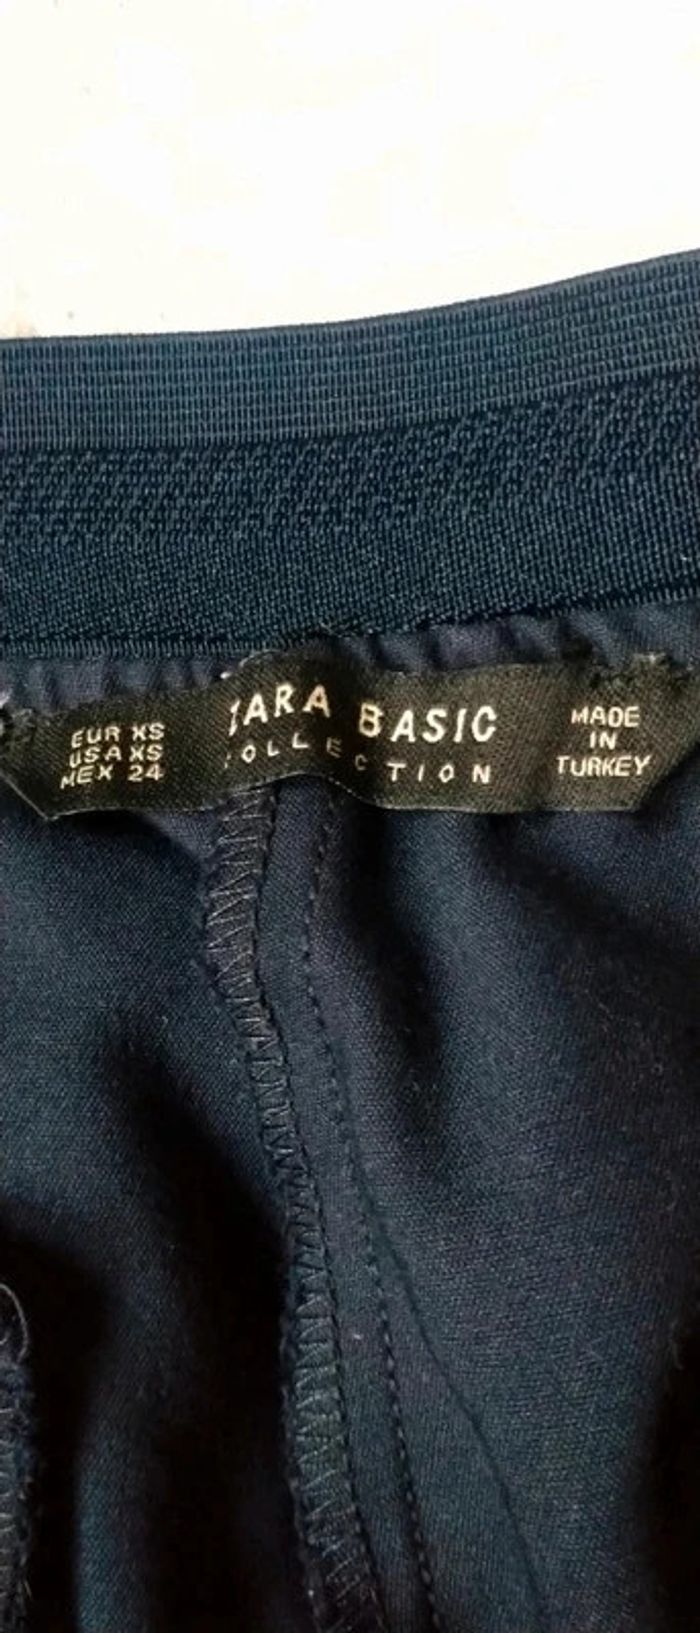 EUR XS
USA XS
MEX 24
ZARA BASIC
COLLECTION
MADE
IN
TURKEY